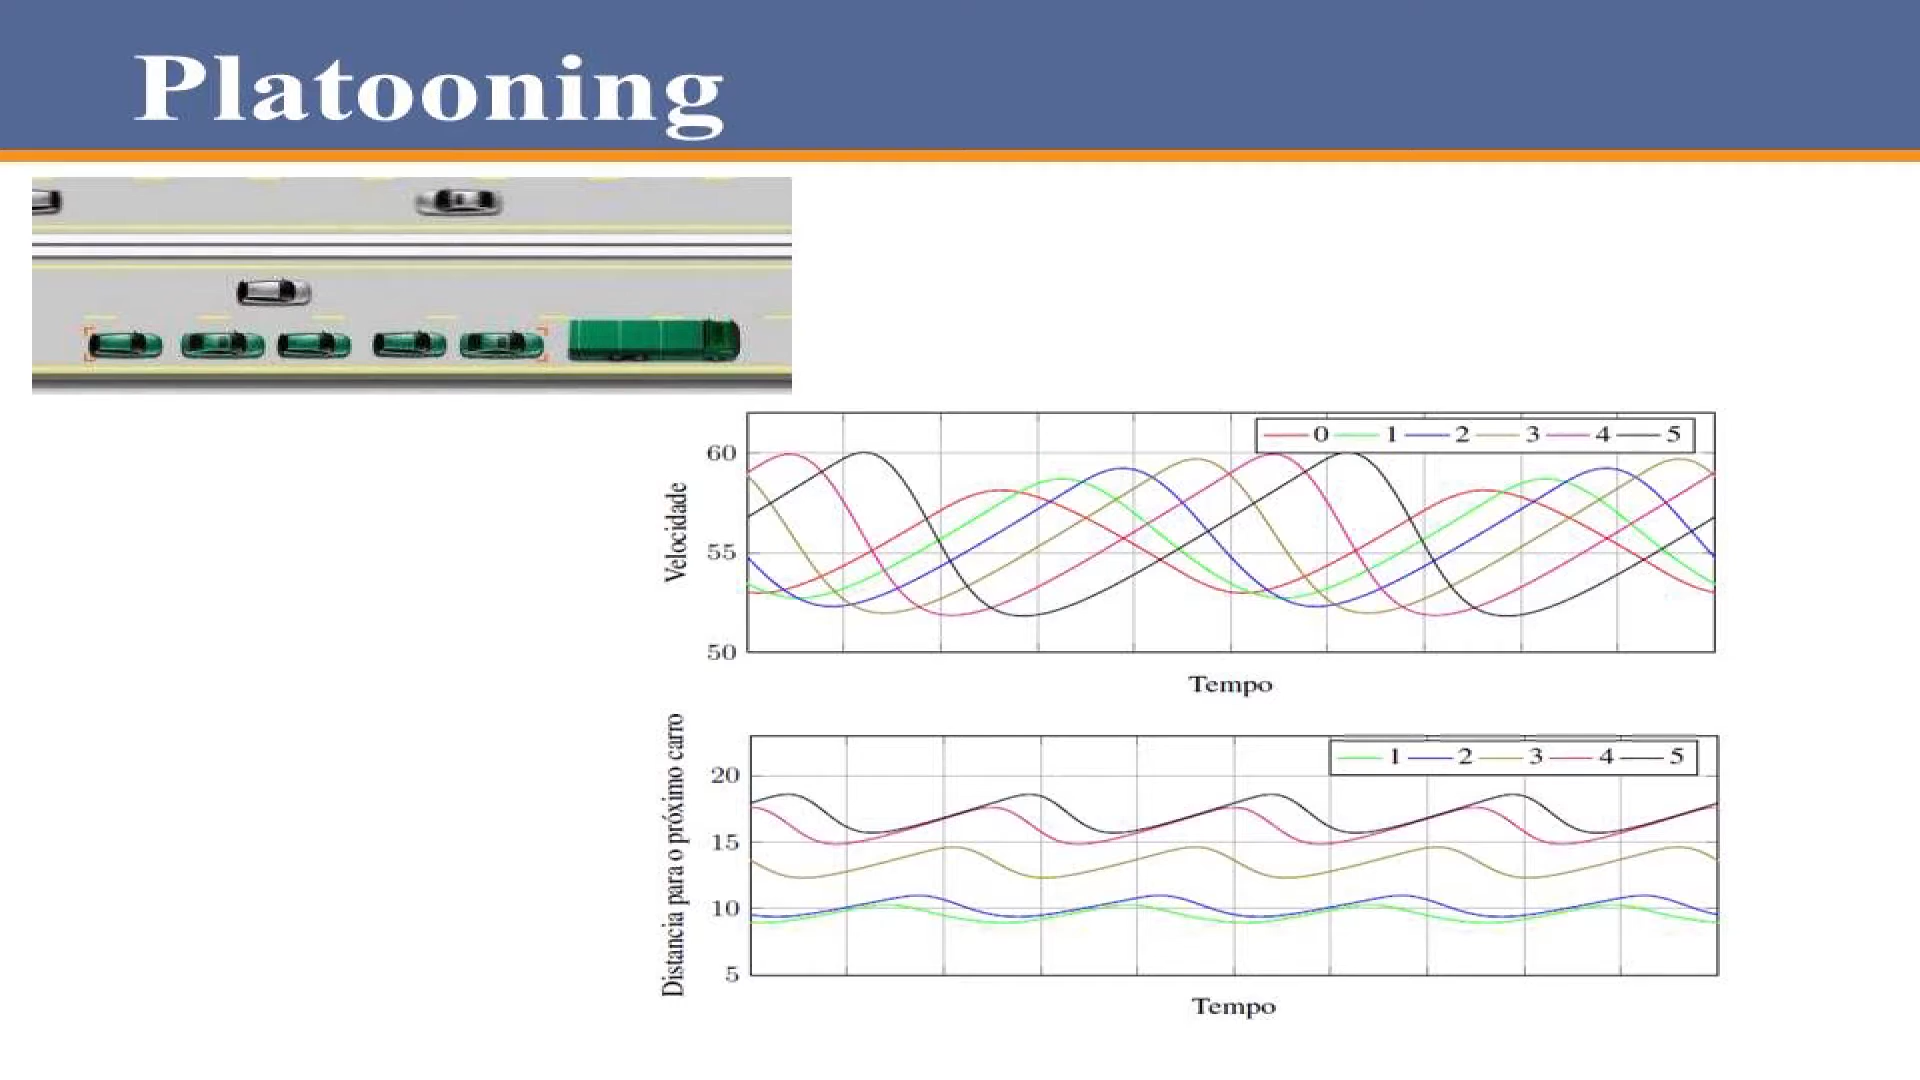 Platooning
0 1 2 3 4 5
60
55
50
Velocidade
Tempo
1 2 3 4 5
20
15
10
5
Distancia para o próximo carro
Tempo